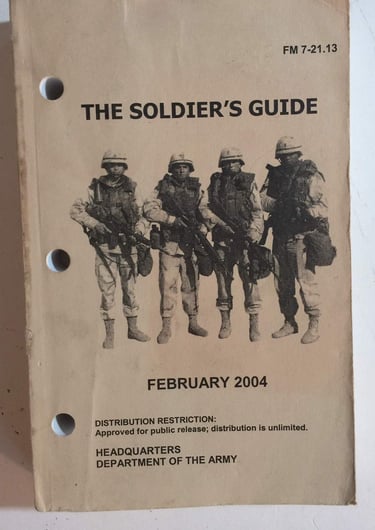 FM 7-21.13
THE SOLDIER'S GUIDE
FEBRUARY 2004
DISTRIBUTION RESTRICTION:
Approved for public release; distribution is unlimited.
HEADQUARTERS
DEPARTMENT OF THE ARMY